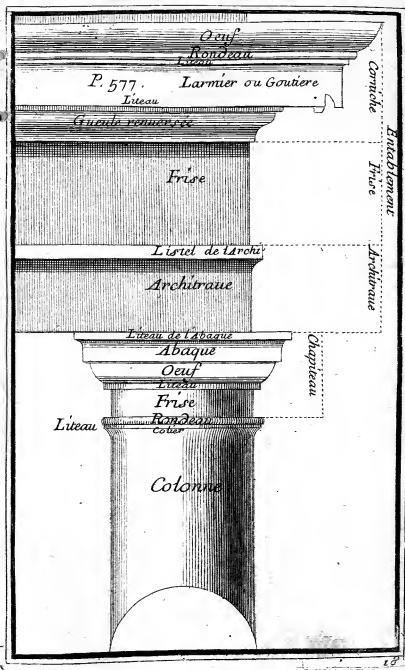 Oeuf
Rondeau
Liteau
P. 577. Larmier ou Goutiere
Liteau
Gueule renversée
Corniche
Entablement
Frise
Frise
Listel de l'Archi
Architraue
Architraue
Liteau de l'Abaque
Abaque
Oeuf
Liteau
Frise
Chapiteau
Liteau
Rondeau
Colier
Colonne